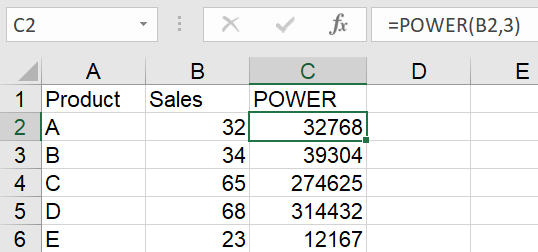 C2 fx =POWER(B2,3)
A B C D E
1 Product Sales POWER
2 A 32 32768
3 B 34 39304
4 C 65 274625
5 D 68 314432
6 E 23 12167